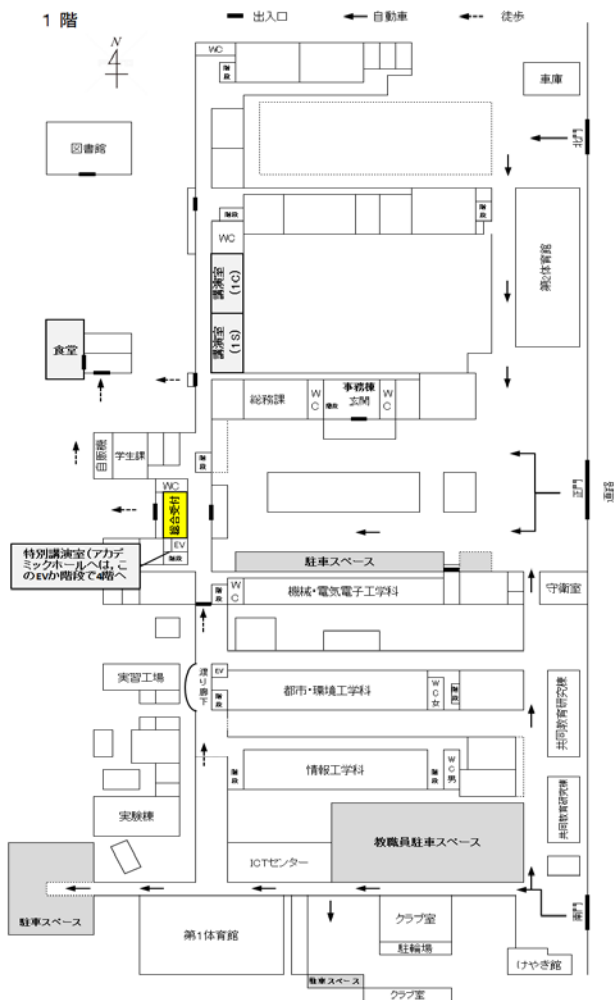 1 階
出入口
自動車
徒歩
N
WC
階段
車庫
図書館
北門
階段
階段
WC
講演室
(1C)
第2体育館
講演室
(1S)
食堂
総務課
WC
階段
事務棟
玄関
WC
自販機
学生課
階段
WC
総合受付
正門
道路
EV
階段
特別講演室(アカデ
ミックホールへは,こ
のEVか階段で4階へ
駐車スペース
階段
WC
機械・電気電子工学科
守衛室
実習工場
渡り廊下
EV
階段
都市・環境工学科
WC女
階段
共同教育研究棟
階段
情報工学科
階段
WC男
実験棟
共同教育研究棟
教職員駐車スペース
ICTセンター
駐車スペース
南門
第1体育館
クラブ室
駐輪場
けやき館
駐車スペース
クラブ室